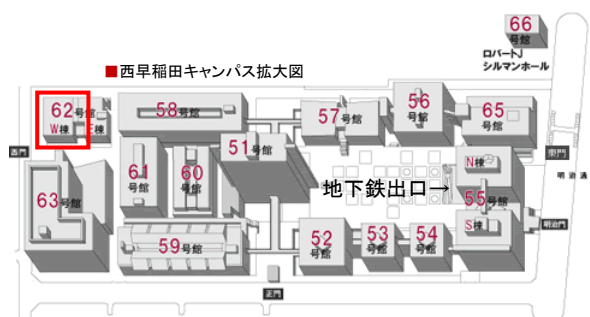 66
号館
ロバートJ
シルマンホール
■西早稲田キャンパス拡大図
62号館
W棟 E棟
58号館
57号館
56
号館
65
号館
西門
51号館
N棟
東門
明治通
61
号館
60
号館
地下鉄出口→
55
号館
63
号館
S棟
明治門
59号館
52
号館
53
号館
54
号館
正門